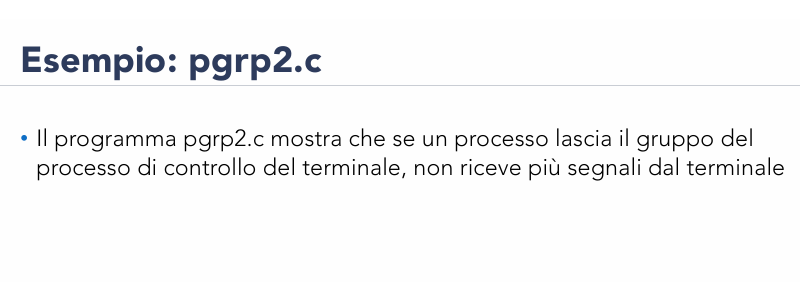 Esempio: pgrp2.c
• Il programma pgrp2.c mostra che se un processo lascia il gruppo del
processo di controllo del terminale, non riceve più segnali dal terminale